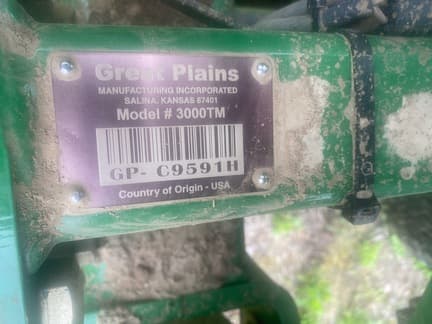 Great Plains
MANUFACTURING INCORPORATED
SALINA, KANSAS 67401
Model # 3000TM
GP- C9591H
Country of Origin - USA